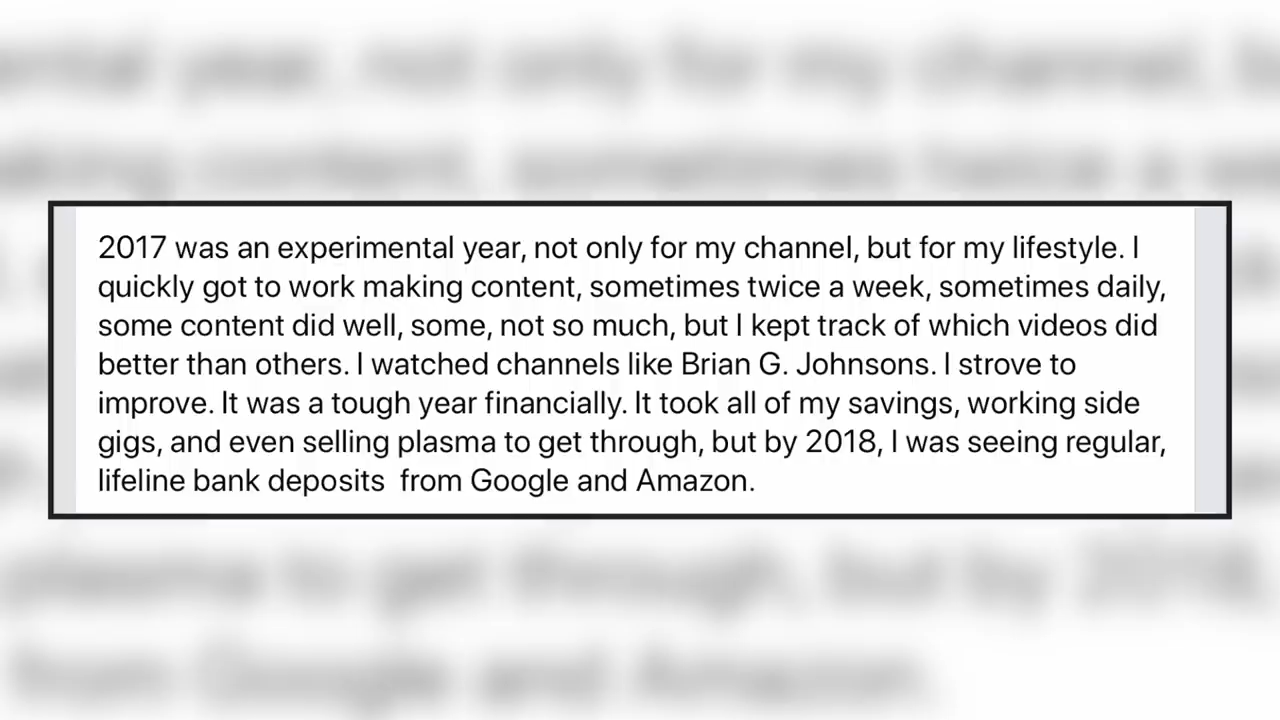 2017 was an experimental year, not only for my channel, but for my lifestyle. I
quickly got to work making content, sometimes twice a week, sometimes daily,
some content did well, some, not so much, but I kept track of which videos did
better than others. I watched channels like Brian G. Johnsons. I strove to
improve. It was a tough year financially. It took all of my savings, working side
gigs, and even selling plasma to get through, but by 2018, I was seeing regular,
lifeline bank deposits  from Google and Amazon.